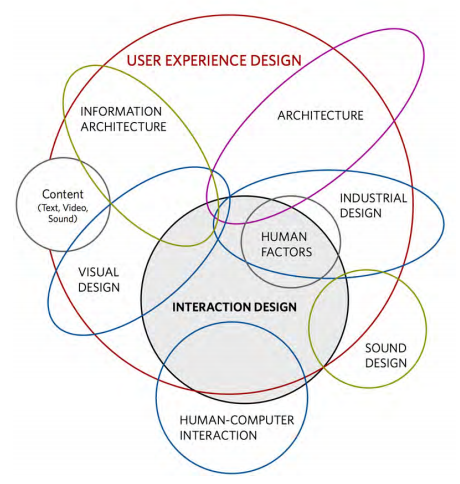 USER EXPERIENCE DESIGN
INFORMATION
ARCHITECTURE
ARCHITECTURE
Content
(Text, Video,
Sound)
INDUSTRIAL
DESIGN
HUMAN
FACTORS
VISUAL
DESIGN
INTERACTION DESIGN
SOUND
DESIGN
HUMAN-COMPUTER
INTERACTION